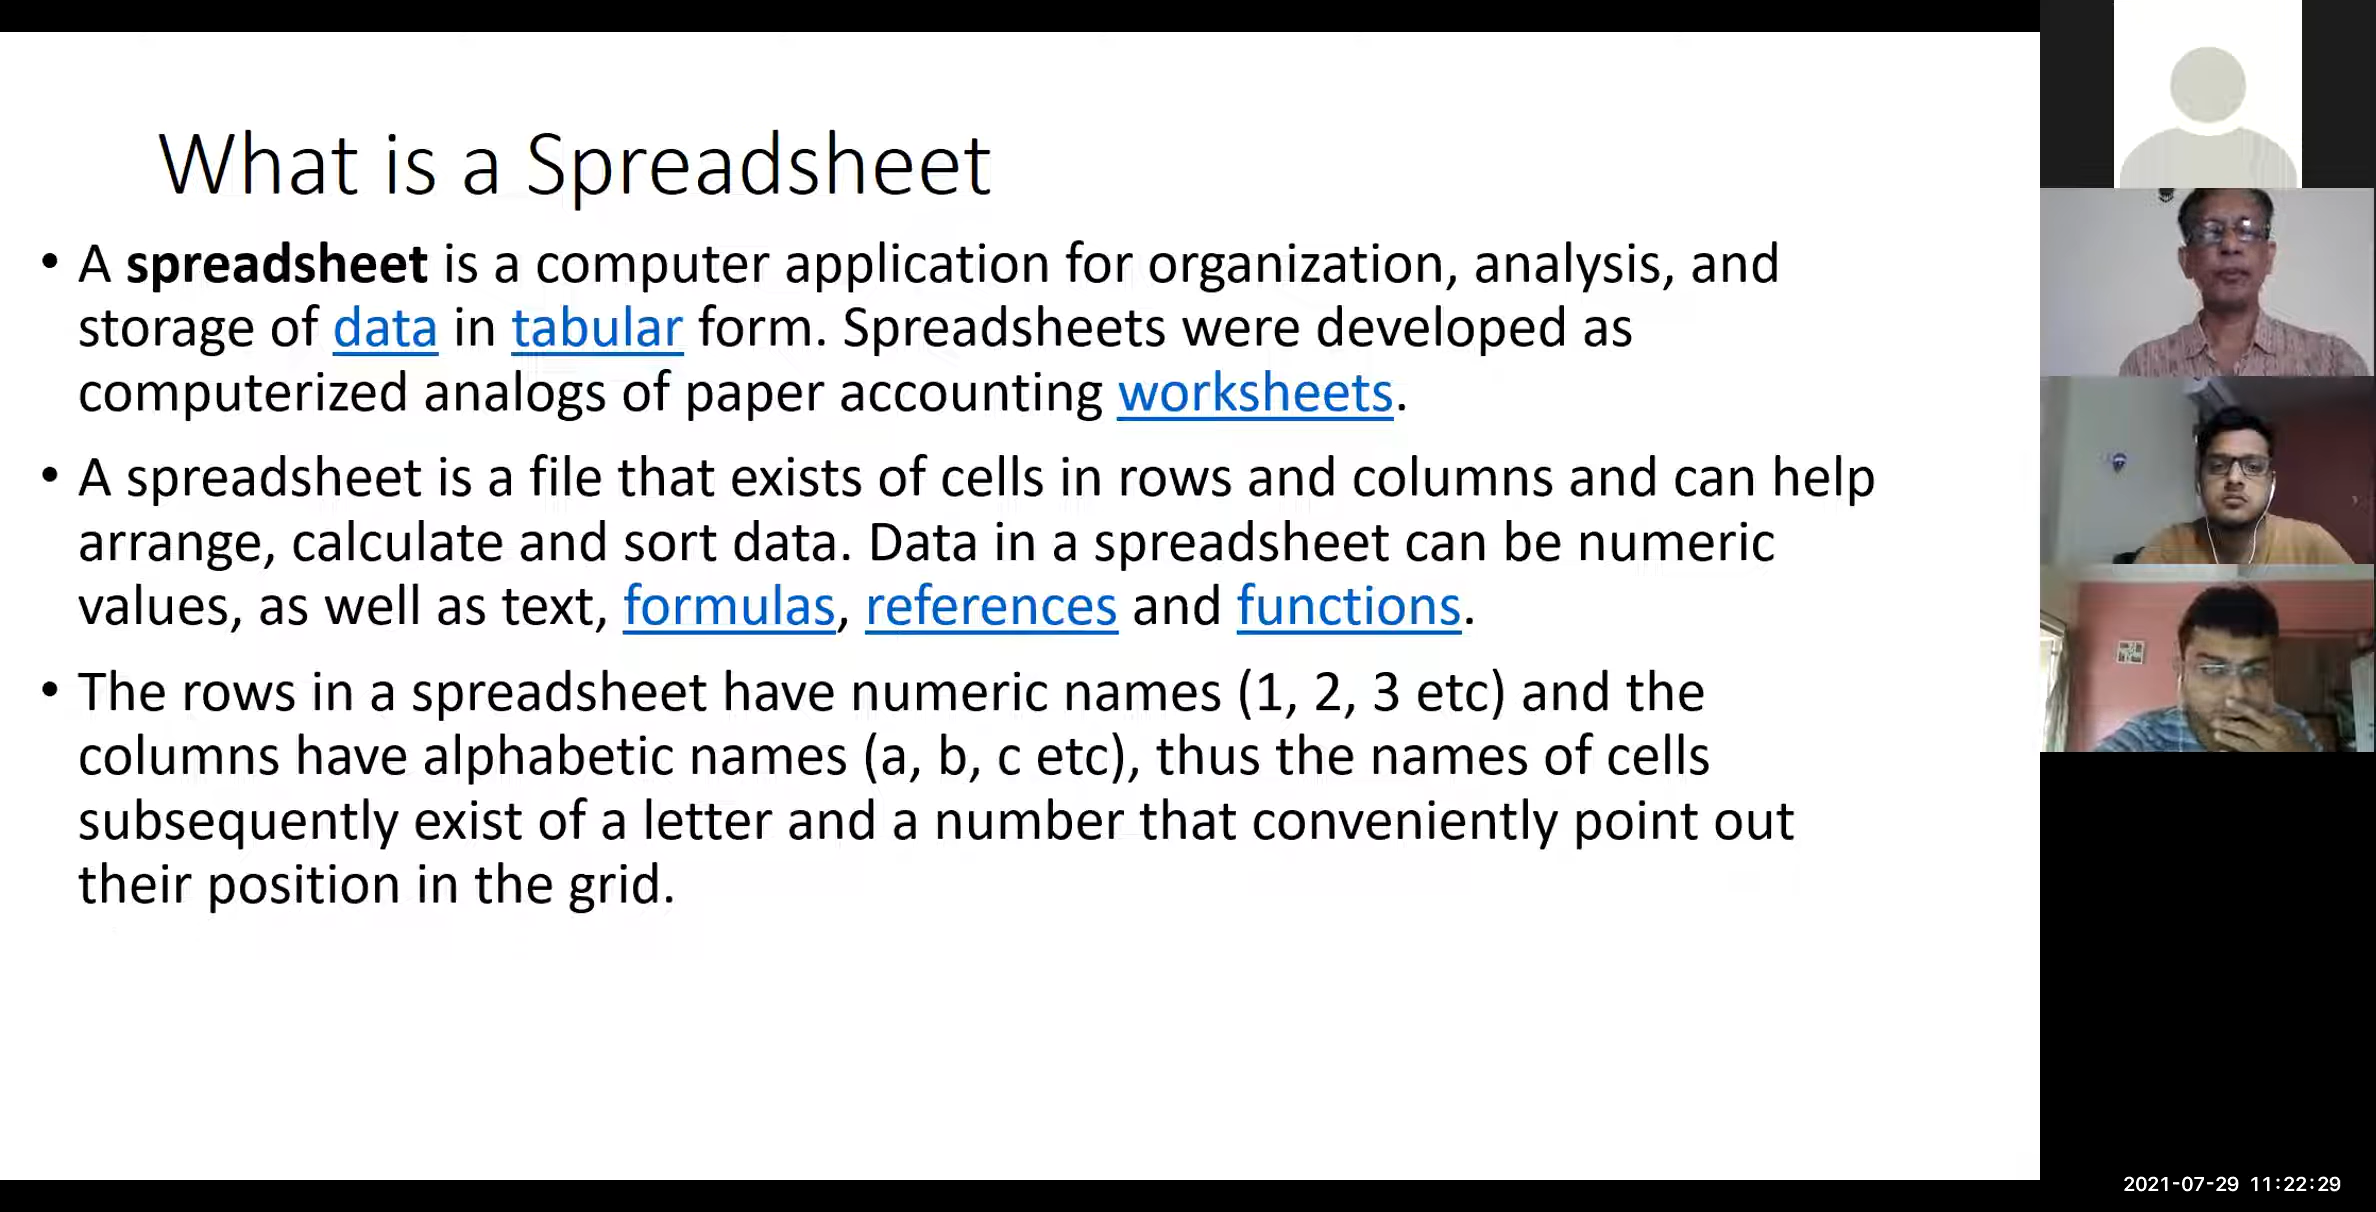 What is a Spreadsheet
• A spreadsheet is a computer application for organization, analysis, and
storage of data in tabular form. Spreadsheets were developed as
computerized analogs of paper accounting worksheets.
• A spreadsheet is a file that exists of cells in rows and columns and can help
arrange, calculate and sort data. Data in a spreadsheet can be numeric
values, as well as text, formulas, references and functions.
• The rows in a spreadsheet have numeric names (1, 2, 3 etc) and the
columns have alphabetic names (a, b, c etc), thus the names of cells
subsequently exist of a letter and a number that conveniently point out
their position in the grid.
2021-07-29 11:22:29